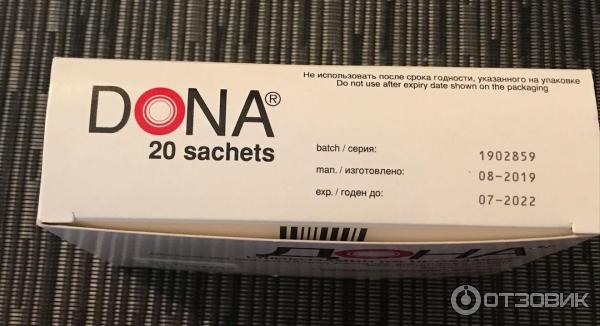 Не использовать после срока годности, указанного на упаковке
Do not use after expiry date shown on the packaging
DONA®
20 sachets
batch / серия: 1902859
man. / изготовлено: 08-2019
exp. / годен до: 07-2022
ДОНА®
ОТЗОВИК